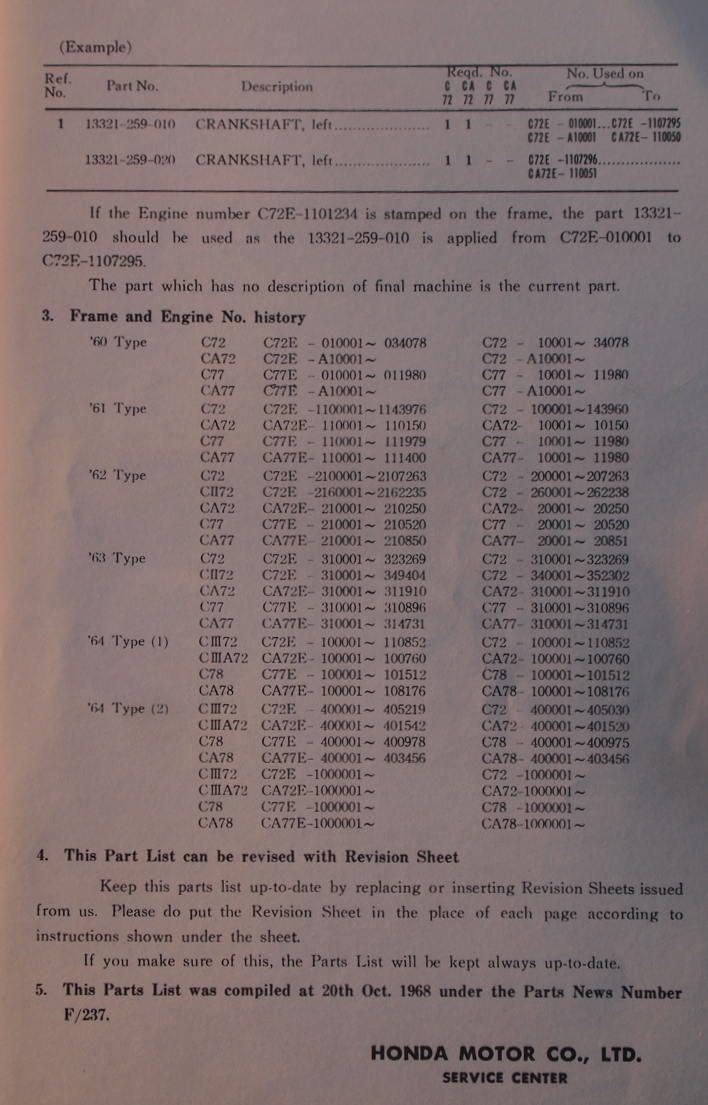 (Example)
Ref. No. Part No. Description Reqd. No. C 72 CA 72 C 77 CA 77 No. Used on From To
1 13321-259-010 CRANKSHAFT, left...................... 1 1 - - C72E - 010001...C72E -1107295
C72E - A10001 CA72E- 110050
13321-259-020 CRANKSHAFT, left...................... 1 1 - - C72E -1107296..................
CA72E- 110051
If the Engine number C72E-1101234 is stamped on the frame, the part 13321-
259-010 should be used as the 13321-259-010 is applied from C72E-010001 to
C72E-1107295.
The part which has no description of final machine is the current part.
3. Frame and Engine No. history
'60 Type C72 C72E - 010001~ 034078 C72 - 10001~ 34078
CA72 C72E - A10001~ C72 - A10001~
C77 C77E - 010001~ 011980 C77 - 10001~ 11980
CA77 C77E - A10001~ C77 - A10001~
'61 Type C72 C72E -1100001~1143976 C72 - 100001~143960
CA72 CA72E- 110001~ 110150 CA72- 10001~ 10150
C77 C77E - 110001~ 111979 C77 - 10001~ 11980
CA77 CA77E- 110001~ 111400 CA77- 10001~ 11980
'62 Type C72 C72E -2100001~2107263 C72 - 200001~207263
CII72 C72E -2160001~2162235 C72 - 260001~262238
CA72 CA72E- 210001~ 210250 CA72- 20001~ 20250
C77 C77E - 210001~ 210520 C77 - 20001~ 20520
CA77 CA77E- 210001~ 210850 CA77- 20001~ 20851
'63 Type C72 C72E - 310001~ 323269 C72 - 310001~323269
CII72 C72E - 310001~ 349404 C72 - 340001~352302
CA72 CA72E- 310001~ 311910 CA72- 310001~311910
C77 C77E - 310001~ 310896 C77 - 310001~310896
CA77 CA77E- 310001~ 314731 CA77- 310001~314731
'64 Type (1) CIII72 C72E - 100001~ 110852 C72 - 100001~110852
CIIIA72 CA72E- 100001~ 100760 CA72- 100001~100760
C78 C77E - 100001~ 101512 C78 - 100001~101512
CA78 CA77E- 100001~ 108176 CA78- 100001~108176
'64 Type (2) CIII72 C72E - 400001~ 405219 C72 - 400001~405030
CIIIA72 CA72E- 400001~ 401542 CA72- 400001~401520
C78 C77E - 400001~ 400978 C78 - 400001~400975
CA78 CA77E- 400001~ 403456 CA78- 400001~403456
CIII72 C72E -1000001~ C72 -1000001~
CIIIA72 CA72E-1000001~ CA72-1000001~
C78 C77E -1000001~ C78 -1000001~
CA78 CA77E-1000001~ CA78-1000001~
4. This Part List can be revised with Revision Sheet
Keep this parts list up-to-date by replacing or inserting Revision Sheets issued
from us. Please do put the Revision Sheet in the place of each page according to
instructions shown under the sheet.
If you make sure of this, the Parts List will be kept always up-to-date.
5. This Parts List was compiled at 20th Oct. 1968 under the Parts News Number
F/237.
HONDA MOTOR CO., LTD.
SERVICE CENTER